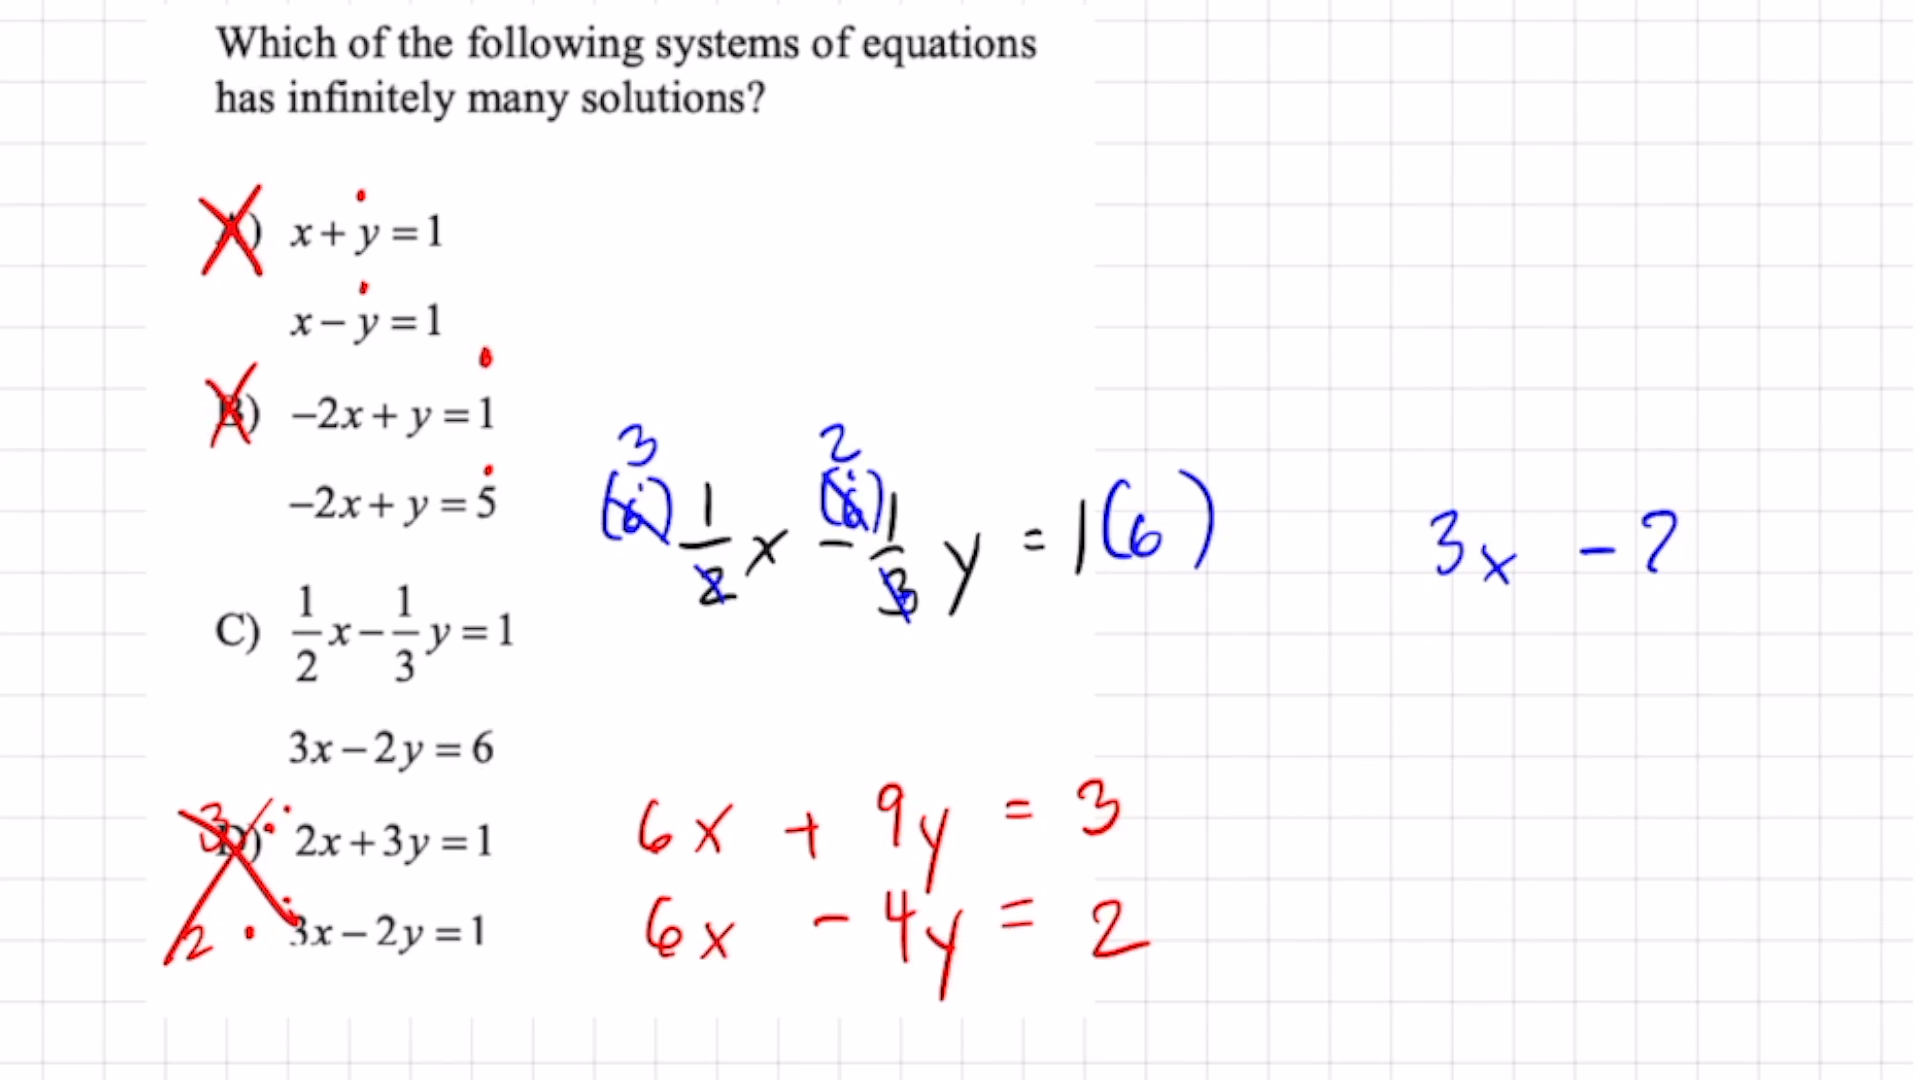 Which of the following systems of equations
has infinitely many solutions?
A) x + y = 1
x − y = 1
B) −2x + y = 1
−2x + y = 5
3 2
(6) 1/2 x − (6) 1/3 y = 1(6) 3x − 2
C) 1/2 x − 1/3 y = 1
3x − 2y = 6
3 D) 2x + 3y = 1 6x + 9y = 3
2 3x − 2y = 1 6x − 4y = 2